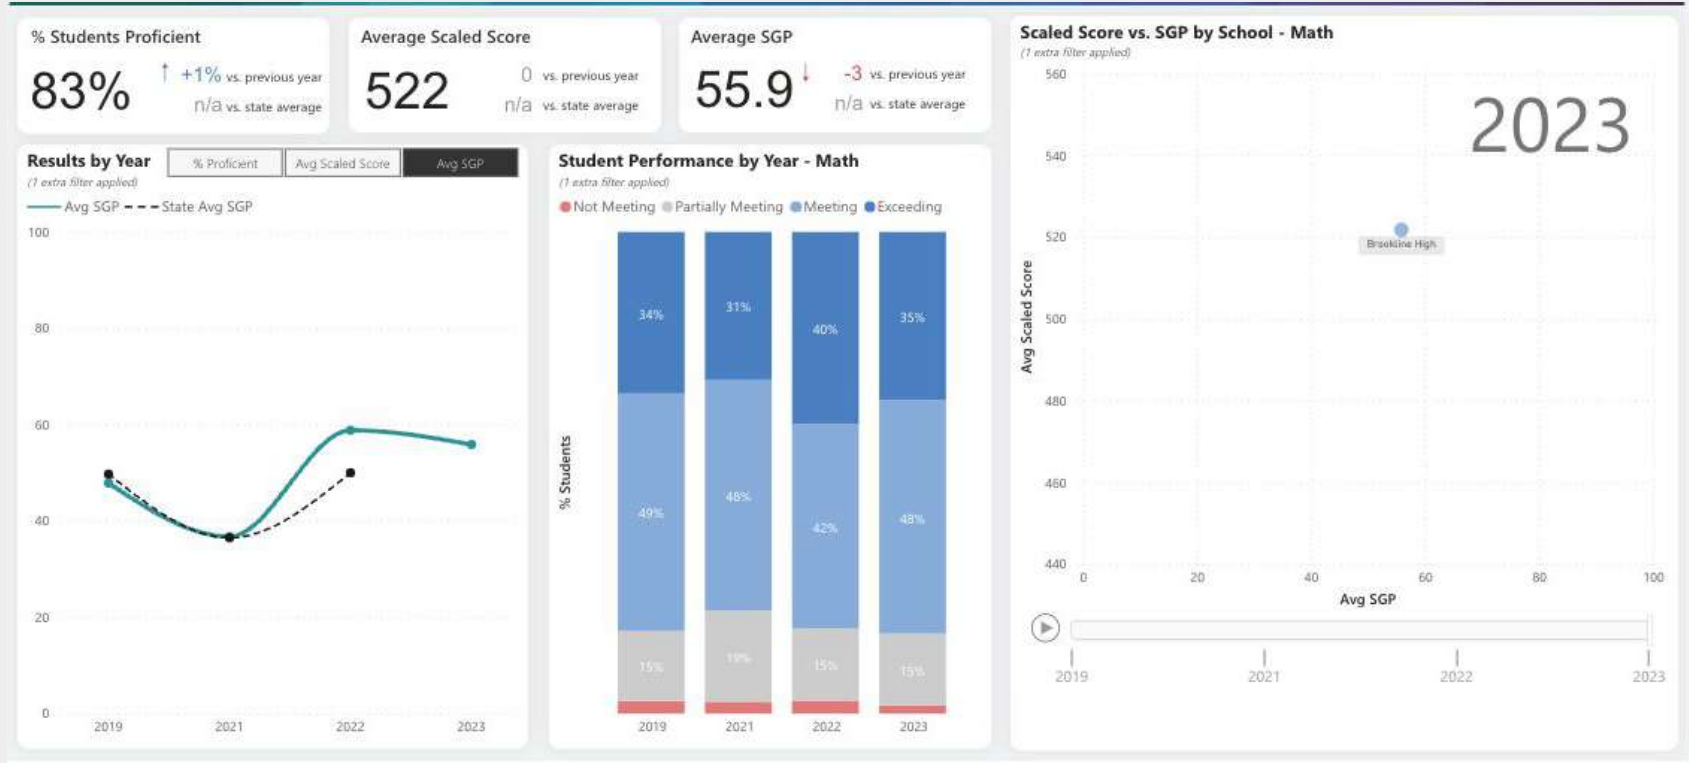 % Students Proficient
83%
↑ +1% vs. previous year
n/a vs. state average
Average Scaled Score
522
0 vs. previous year
n/a vs. state average
Average SGP
55.9
↓ -3 vs. previous year
n/a vs. state average
Results by Year
% Proficient
Avg Scaled Score
Avg SGP
(1 extra filter applied)
Avg SGP
State Avg SGP
100
80
60
40
20
0
2019 2021 2022 2023
Student Performance by Year - Math
(1 extra filter applied)
Not Meeting Partially Meeting Meeting Exceeding
% Students
34% 31% 40% 35%
49% 48% 42% 48%
15% 19% 15% 15%
2019 2021 2022 2023
Scaled Score vs. SGP by School - Math
(1 extra filter applied)
2023
Avg Scaled Score
560
540
520
Brookline High
500
480
460
440
0 20 40 60 80 100
Avg SGP
2019 2021 2022 2023